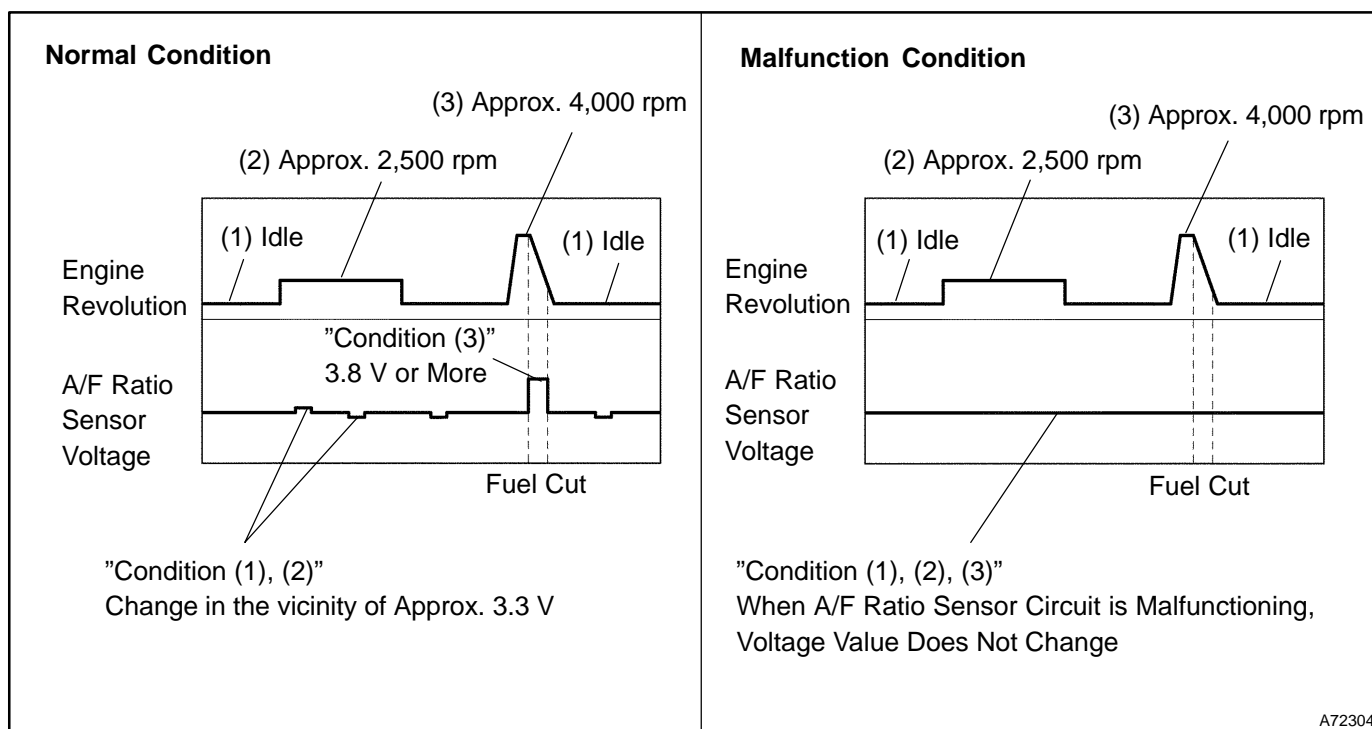 Normal Condition
(3) Approx. 4,000 rpm
(2) Approx. 2,500 rpm
(1) Idle
(1) Idle
Engine
Revolution
”Condition (3)”
3.8 V or More
A/F Ratio
Sensor
Voltage
Fuel Cut
”Condition (1), (2)”
Change in the vicinity of Approx. 3.3 V
Malfunction Condition
(3) Approx. 4,000 rpm
(2) Approx. 2,500 rpm
(1) Idle
(1) Idle
Engine
Revolution
A/F Ratio
Sensor
Voltage
Fuel Cut
”Condition (1), (2), (3)”
When A/F Ratio Sensor Circuit is Malfunctioning,
Voltage Value Does Not Change
A72304